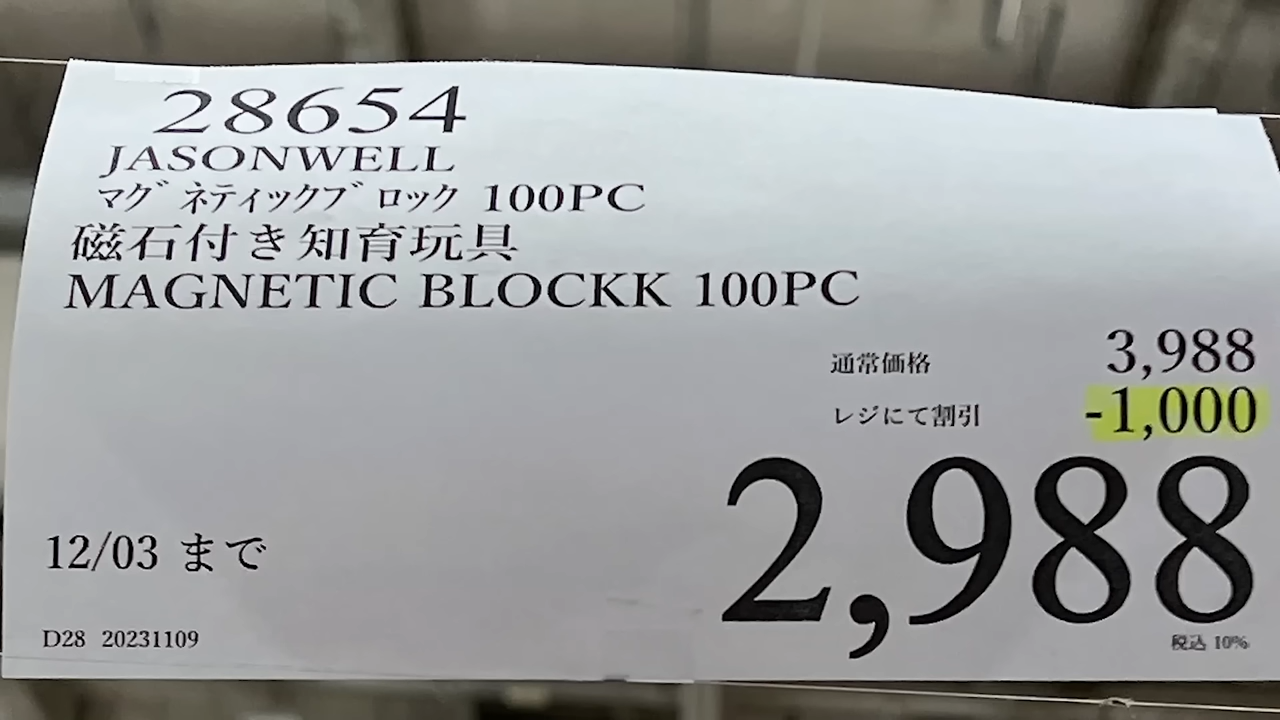 28654
JASONWELL
マグネティックブロック 100PC
磁石付き知育玩具
MAGNETIC BLOCKK 100PC
通常価格 3,988
レジにて割引 -1,000
2,988
12/03 まで
税込 10%
D28 20231109